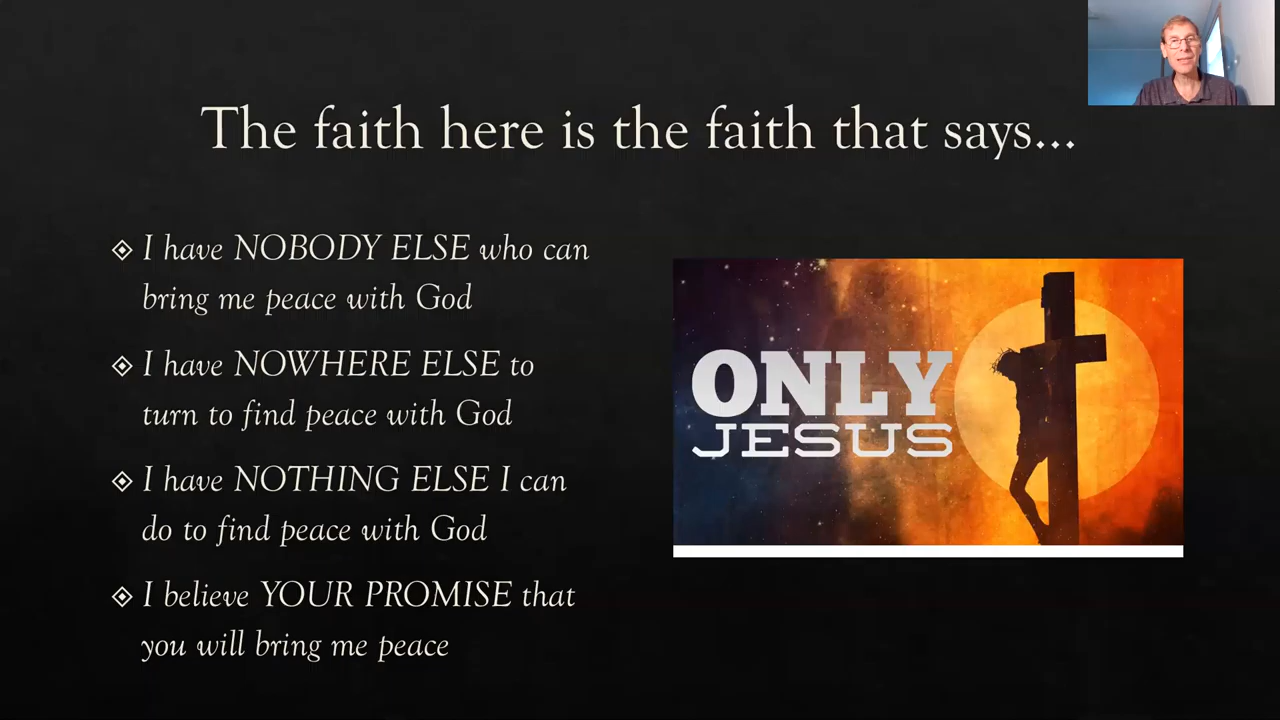 The faith here is the faith that says...
I have NOBODY ELSE who can
bring me peace with God
I have NOWHERE ELSE to
turn to find peace with God
I have NOTHING ELSE I can
do to find peace with God
I believe YOUR PROMISE that
you will bring me peace
ONLY
JESUS